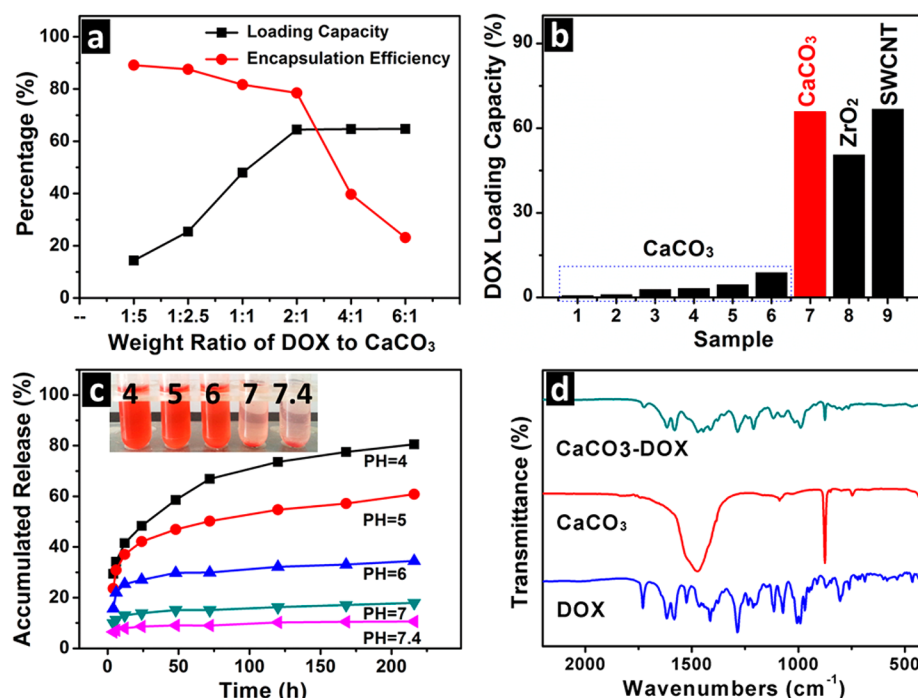 a
Loading Capacity
Encapsulation Efficiency
Percentage (%)
100
80
60
40
20
0
-- 1:5 1:2.5 1:1 2:1 4:1 6:1
Weight Ratio of DOX to CaCO₃
b
DOX Loading Capacity (%)
90
60
30
0
CaCO₃
CaCO₃
ZrO₂
SWCNT
1 2 3 4 5 6 7 8 9
Sample
c
4 5 6 7 7.4
Accumulated Release (%)
100
80
60
40
20
0
PH=4
PH=5
PH=6
PH=7
PH=7.4
0 50 100 150 200
Time (h)
d
Transmittance (%)
CaCO3-DOX
CaCO₃
DOX
2000 1500 1000 500
Wavenumbers (cm⁻¹)